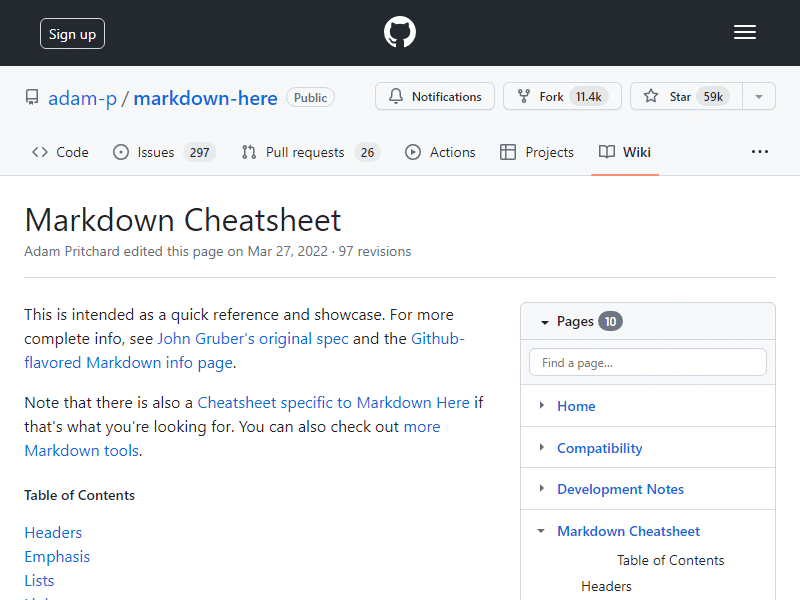 Sign up
adam-p / markdown-here Public
Notifications Fork 11.4k Star 59k
Code Issues 297 Pull requests 26 Actions Projects Wiki
Markdown Cheatsheet
Adam Pritchard edited this page on Mar 27, 2022 · 97 revisions
This is intended as a quick reference and showcase. For more
complete info, see John Gruber's original spec and the Github-
flavored Markdown info page.
Note that there is also a Cheatsheet specific to Markdown Here if
that's what you're looking for. You can also check out more
Markdown tools.
Table of Contents
Headers
Emphasis
Lists
Pages 10
Find a page...
Home
Compatibility
Development Notes
Markdown Cheatsheet
Table of Contents
Headers